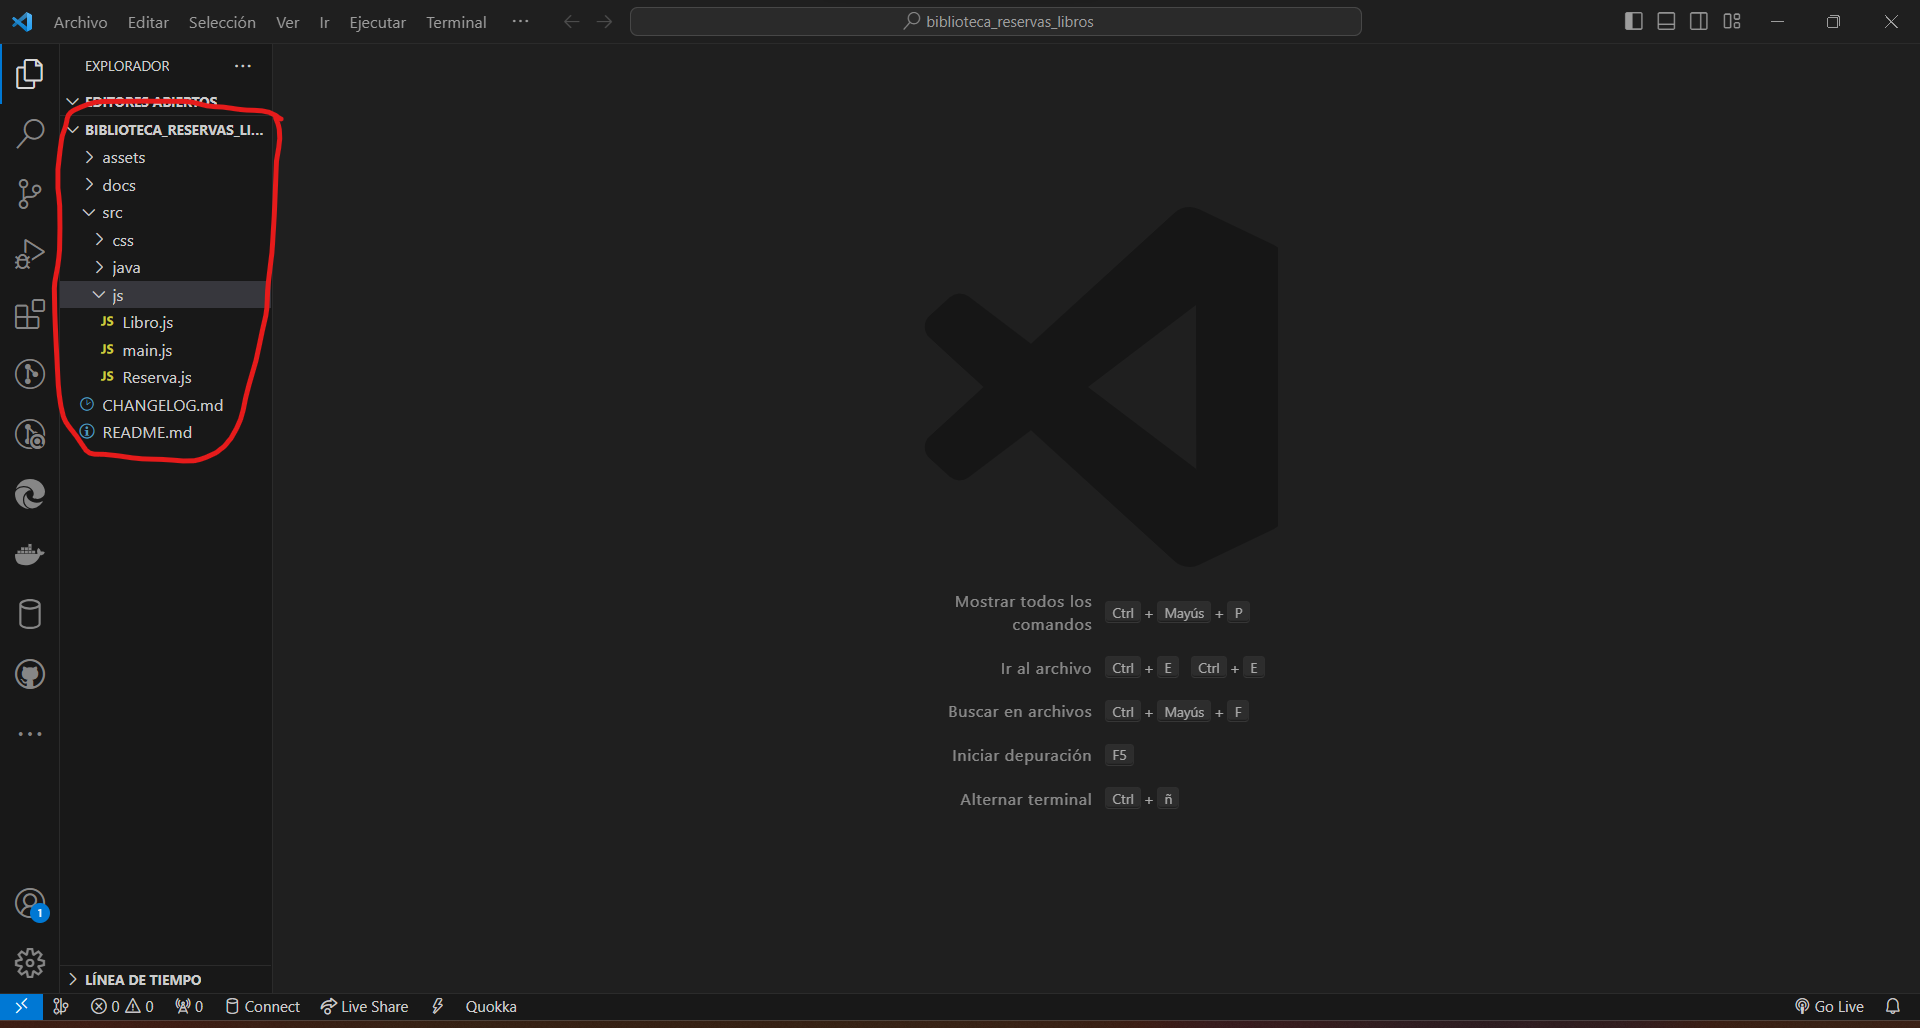 Archivo Editar Selección Ver Ir Ejecutar Terminal ···
biblioteca_reservas_libros
EXPLORADOR ···
EDITORES ABIERTOS
BIBLIOTECA_RESERVAS_LI...
assets
docs
src
css
java
js
JS Libro.js
JS main.js
JS Reserva.js
CHANGELOG.md
README.md
Mostrar todos los
comandos
Ctrl + Mayús + P
Ir al archivo Ctrl + E Ctrl + E
Buscar en archivos Ctrl + Mayús + F
Iniciar depuración F5
Alternar terminal Ctrl + ñ
1
LÍNEA DE TIEMPO
0 0 0 Connect Live Share Quokka Go Live